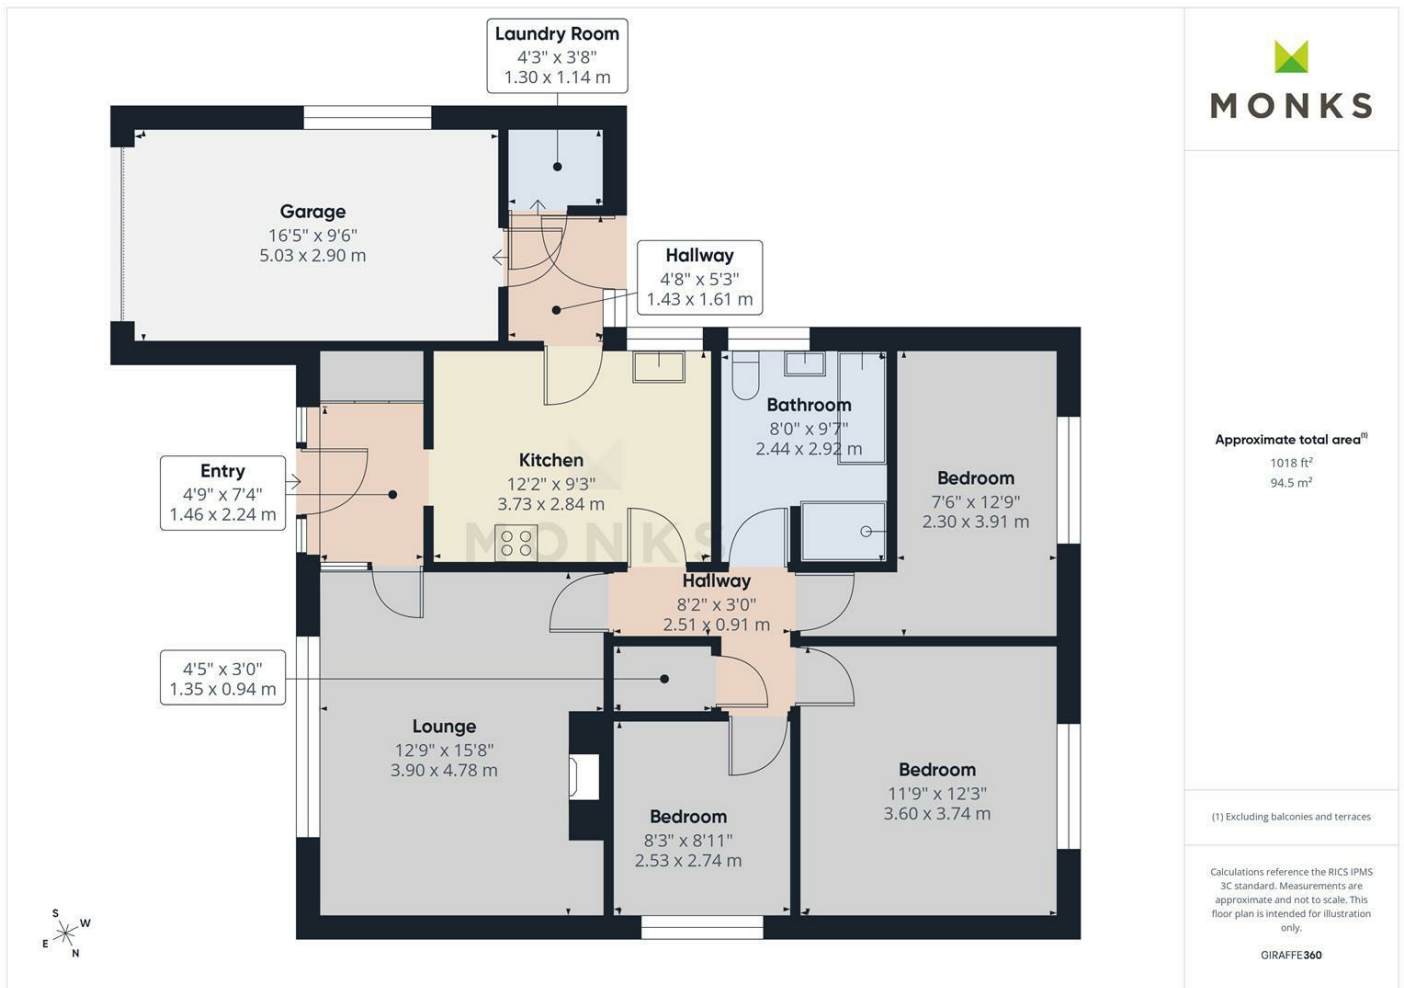 Laundry Room
4'3" x 3'8"
1.30 x 1.14 m
MONKS
Garage
16'5" x 9'6"
5.03 x 2.90 m
Hallway
4'8" x 5'3"
1.43 x 1.61 m
Bathroom
8'0" x 9'7"
2.44 x 2.92 m
Entry
4'9" x 7'4"
1.46 x 2.24 m
Kitchen
12'2" x 9'3"
3.73 x 2.84 m
MONKS
Bedroom
7'6" x 12'9"
2.30 x 3.91 m
Approximate total area(1)
1018 ft²
94.5 m²
Hallway
8'2" x 3'0"
2.51 x 0.91 m
4'5" x 3'0"
1.35 x 0.94 m
Lounge
12'9" x 15'8"
3.90 x 4.78 m
Bedroom
8'3" x 8'11"
2.53 x 2.74 m
Bedroom
11'9" x 12'3"
3.60 x 3.74 m
(1) Excluding balconies and terraces
Calculations reference the RICS IPMS
3C standard. Measurements are
approximate and not to scale. This
floor plan is intended for illustration
only.
GIRAFFE360
S
W
E
N